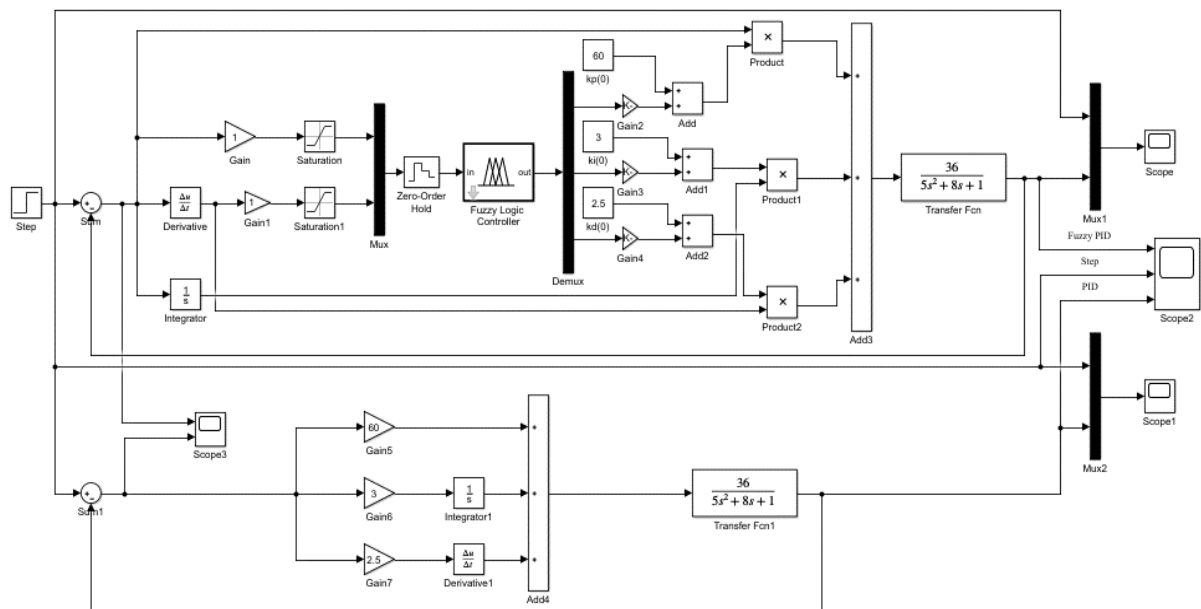 60
kp(0)
×
Product
+
+
Add
K-
Gain2
+
1
Gain
Saturation
3
ki(0)
+
+
Add1
K-
Gain3
×
Product1
+
36
5s² + 8s + 1
Transfer Fcn
Scope
Mux1
Step
+-
Sum
Δu
Δt
Derivative
1
Gain1
Saturation1
Mux
Zero-Order
Hold
in
out
Fuzzy Logic
Controller
2.5
kd(0)
+
+
Add2
K-
Gain4
Demux
×
Product2
+
Add3
Fuzzy PID
Step
PID
Scope2
1
s
Integrator
Scope3
60
Gain5
+
Scope1
Mux2
+-
Sum1
3
Gain6
1
s
Integrator1
+
36
5s² + 8s + 1
Transfer Fcn1
2.5
Gain7
Δu
Δt
Derivative1
+
Add4